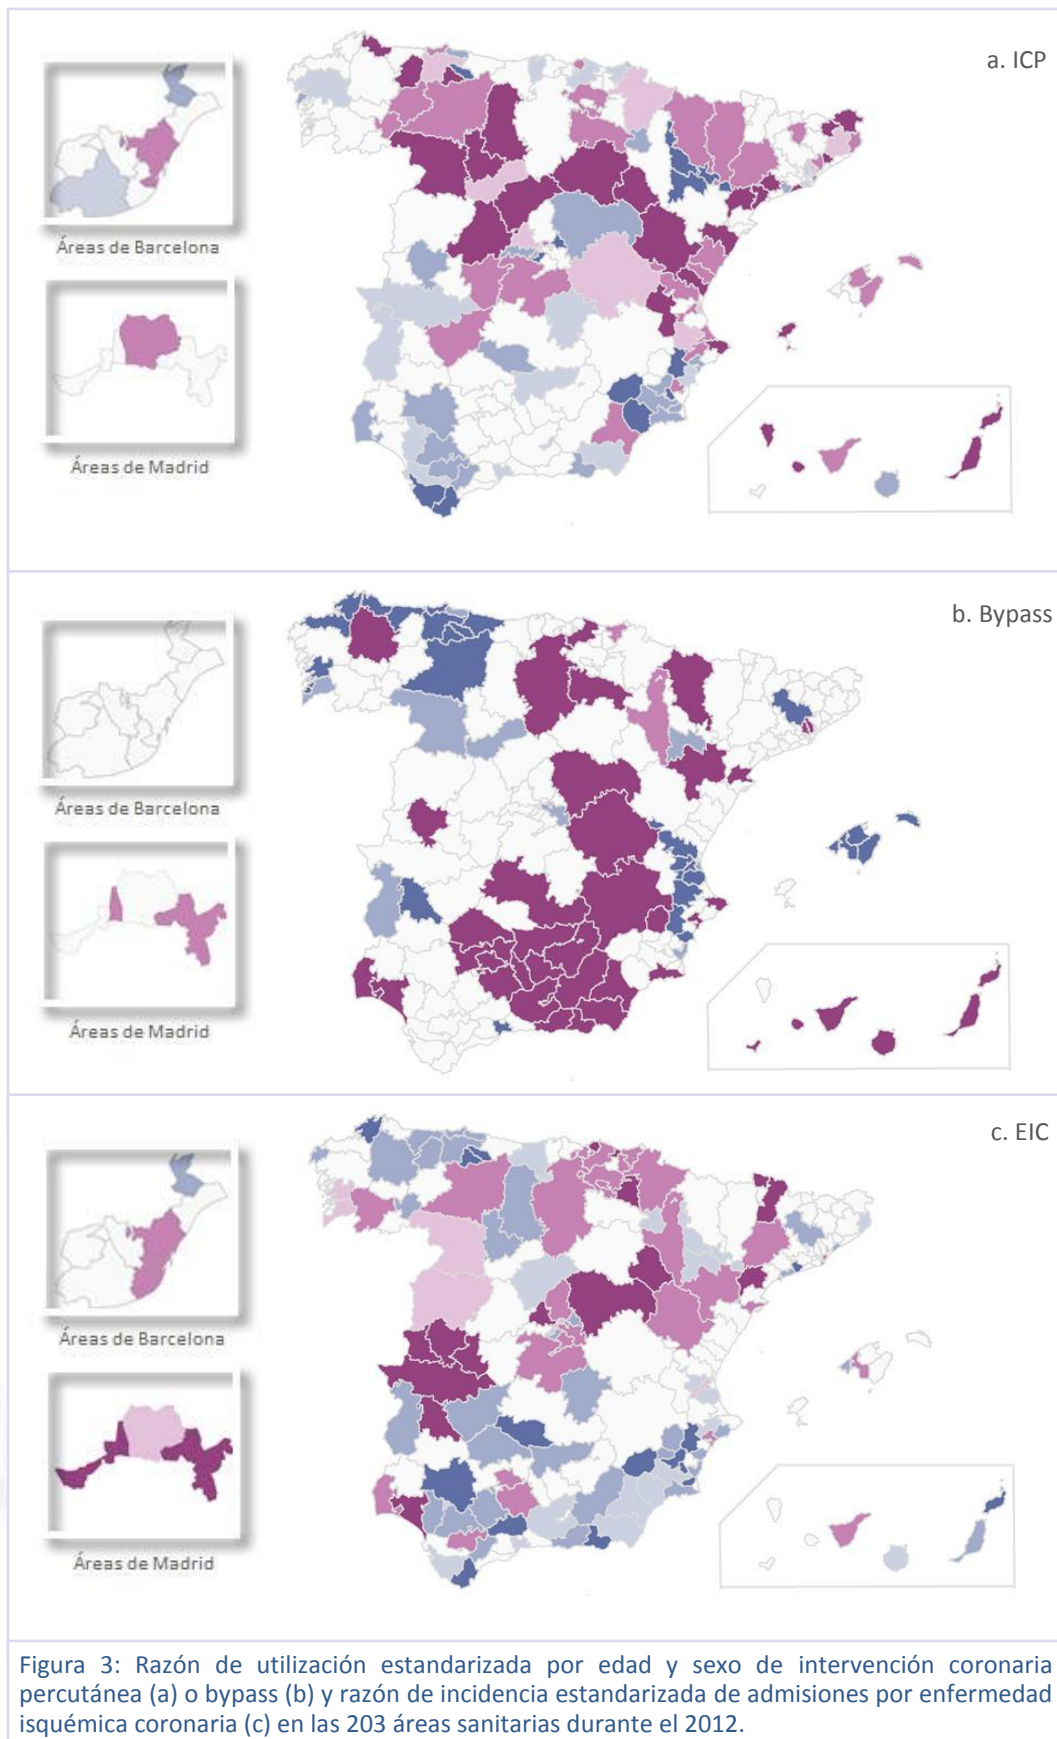 a. ICP
Áreas de Barcelona
Áreas de Madrid
b. Bypass
Áreas de Barcelona
Áreas de Madrid
c. EIC
Áreas de Barcelona
Áreas de Madrid
Figura 3: Razón de utilización estandarizada por edad y sexo de intervención coronaria
percutánea (a) o bypass (b) y razón de incidencia estandarizada de admisiones por enfermedad
isquémica coronaria (c) en las 203 áreas sanitarias durante el 2012.